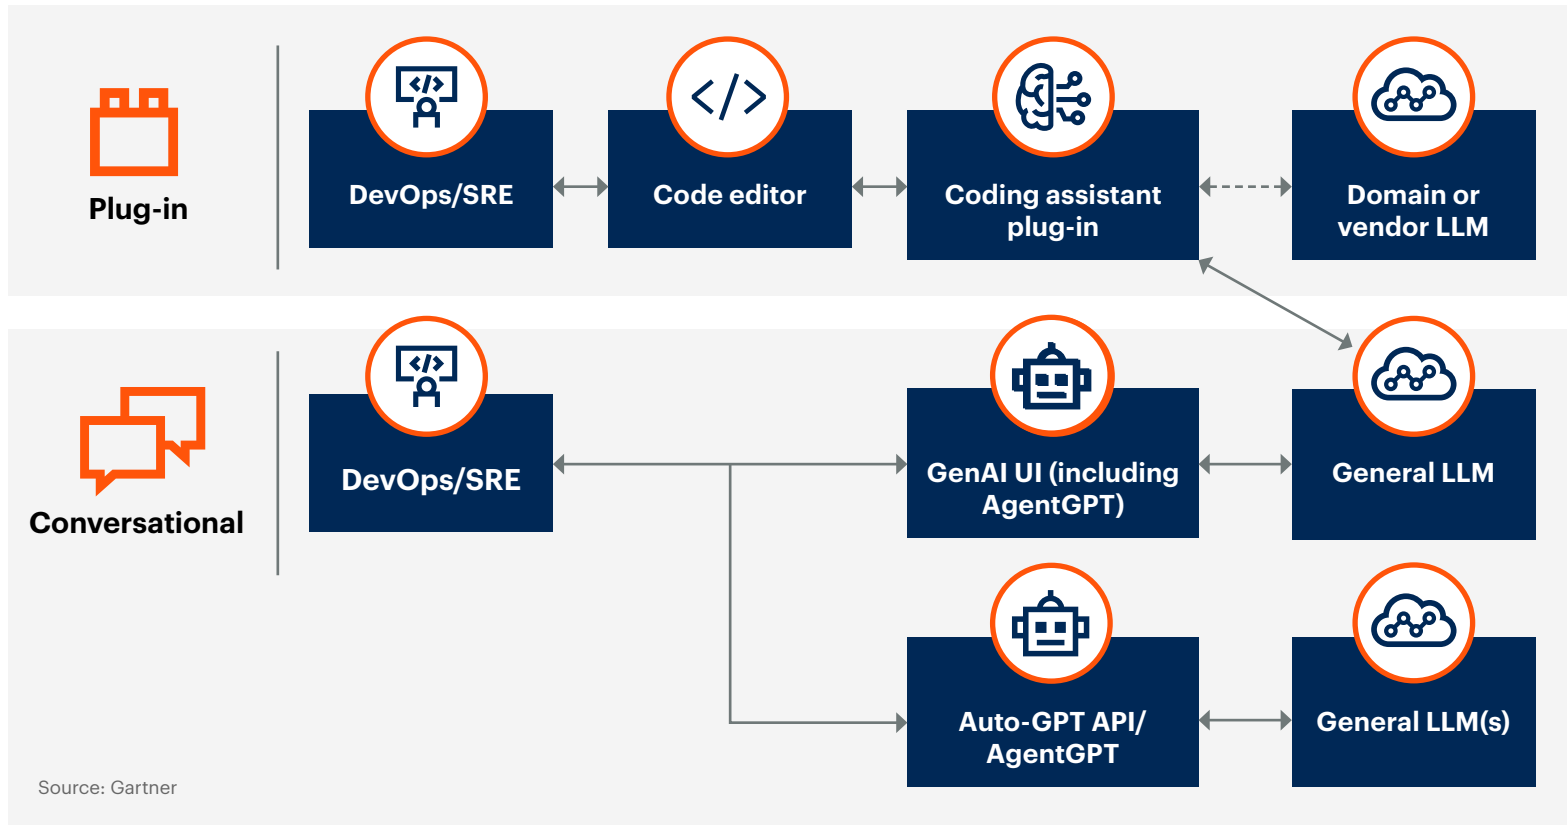 Plug-in
DevOps/SRE
</>
Code editor
Coding assistant
plug-in
Domain or
vendor LLM
Conversational
DevOps/SRE
GenAI UI (including
AgentGPT)
General LLM
Auto-GPT API/
AgentGPT
General LLM(s)
Source: Gartner